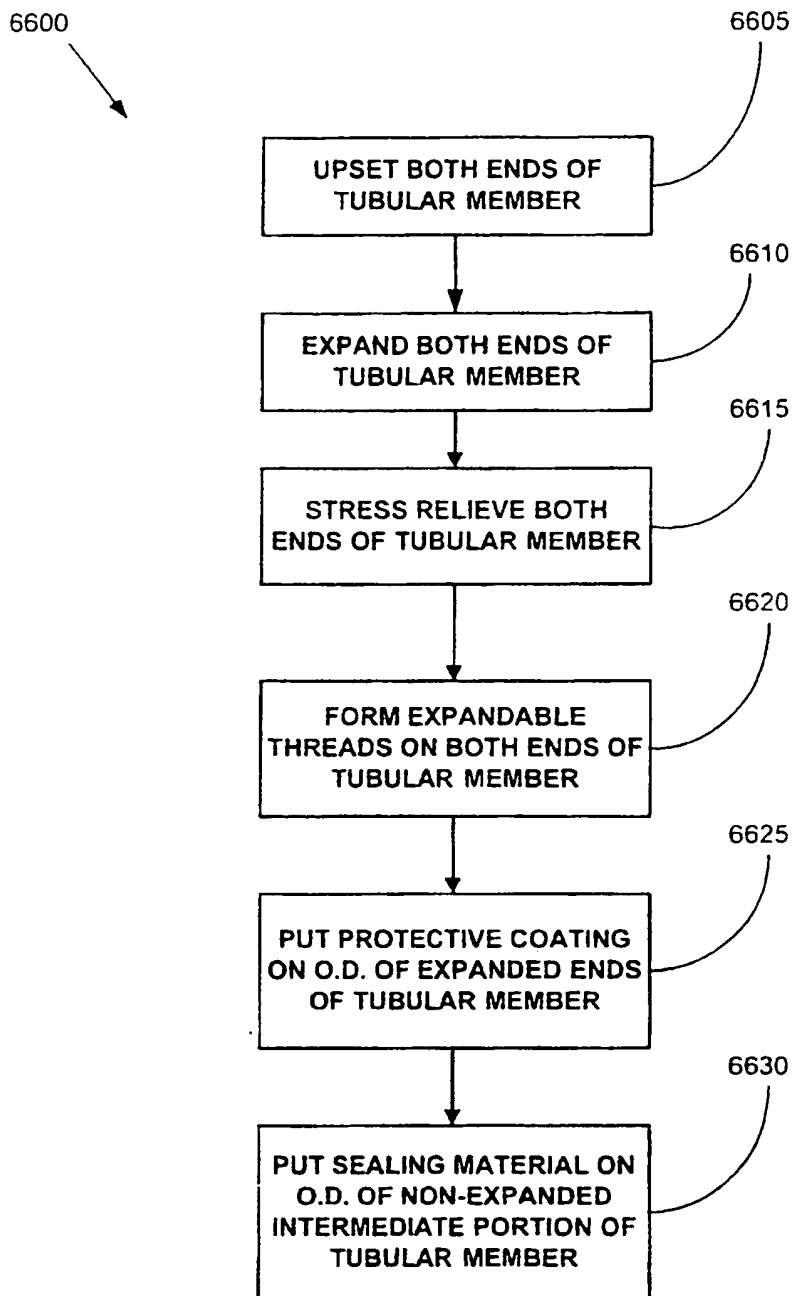 6600
6605
UPSET BOTH ENDS OF
TUBULAR MEMBER
6610
EXPAND BOTH ENDS OF
TUBULAR MEMBER
6615
STRESS RELIEVE BOTH
ENDS OF TUBULAR MEMBER
6620
FORM EXPANDABLE
THREADS ON BOTH ENDS OF
TUBULAR MEMBER
6625
PUT PROTECTIVE COATING
ON O.D. OF EXPANDED ENDS
OF TUBULAR MEMBER
6630
PUT SEALING MATERIAL ON
O.D. OF NON-EXPANDED
INTERMEDIATE PORTION OF
TUBULAR MEMBER